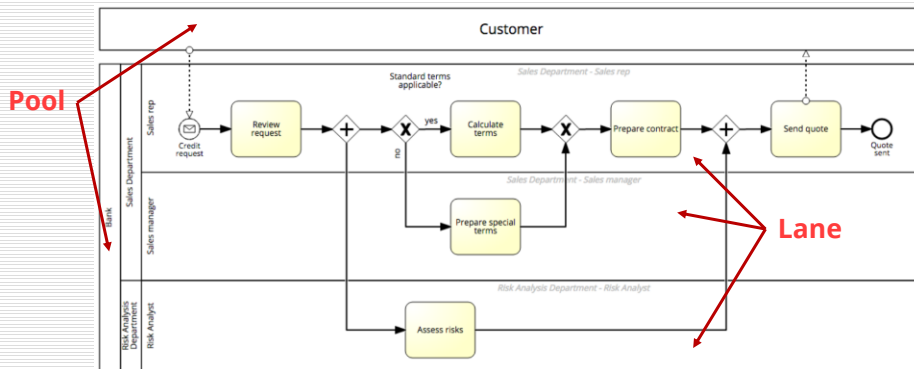 Customer
Pool
Bank
Sales Department
Sales rep
Sales Department - Sales rep
Standard terms
applicable?
Credit
request
Review
request
yes
no
Calculate
terms
Prepare contract
Send quote
Quote
sent
Sales manager
Sales Department - Sales manager
Prepare special
terms
Lane
Risk Analysis
Department
Risk Analyst
Risk Analysis Department - Risk Analyst
Assess risks